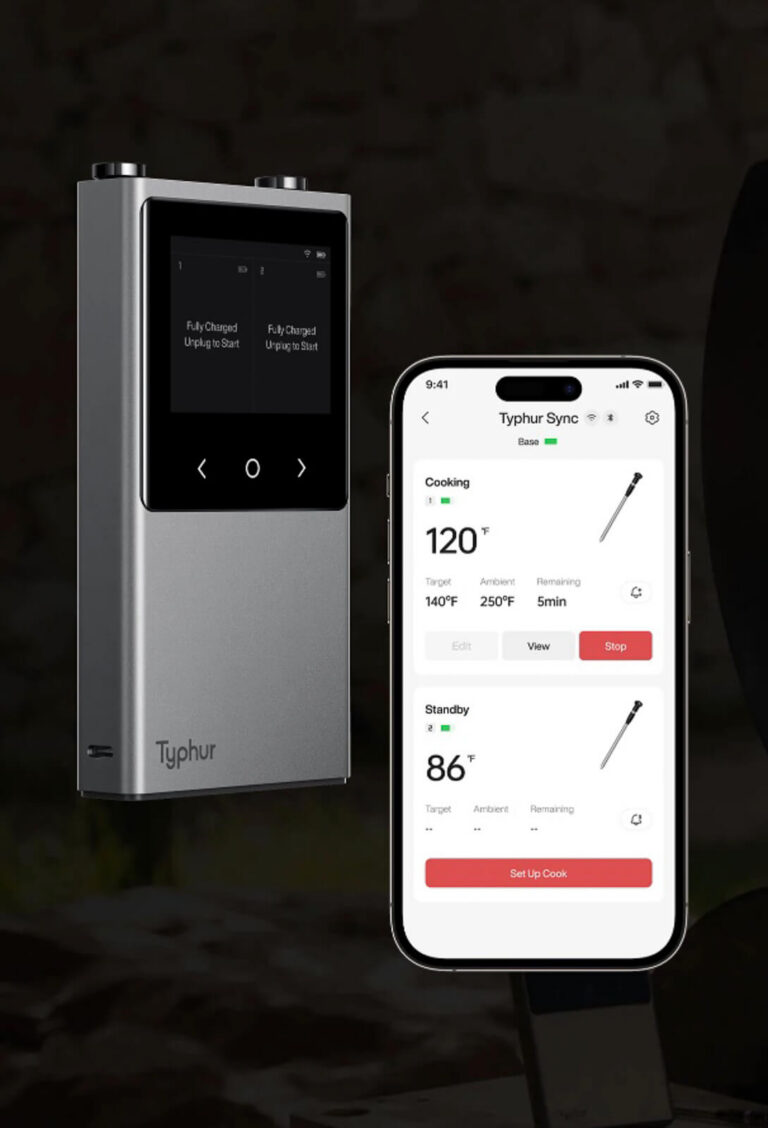 1
2
Fully Charged
Unplug to Start
Fully Charged
Unplug to Start
Typhur
9:41
Typhur Sync
Base
Cooking
1
120°F
Target Ambient Remaining
140°F 250°F 5min
Edit View Stop
Standby
2
86°F
Target Ambient Remaining
-- -- --
Set Up Cook
Typhur